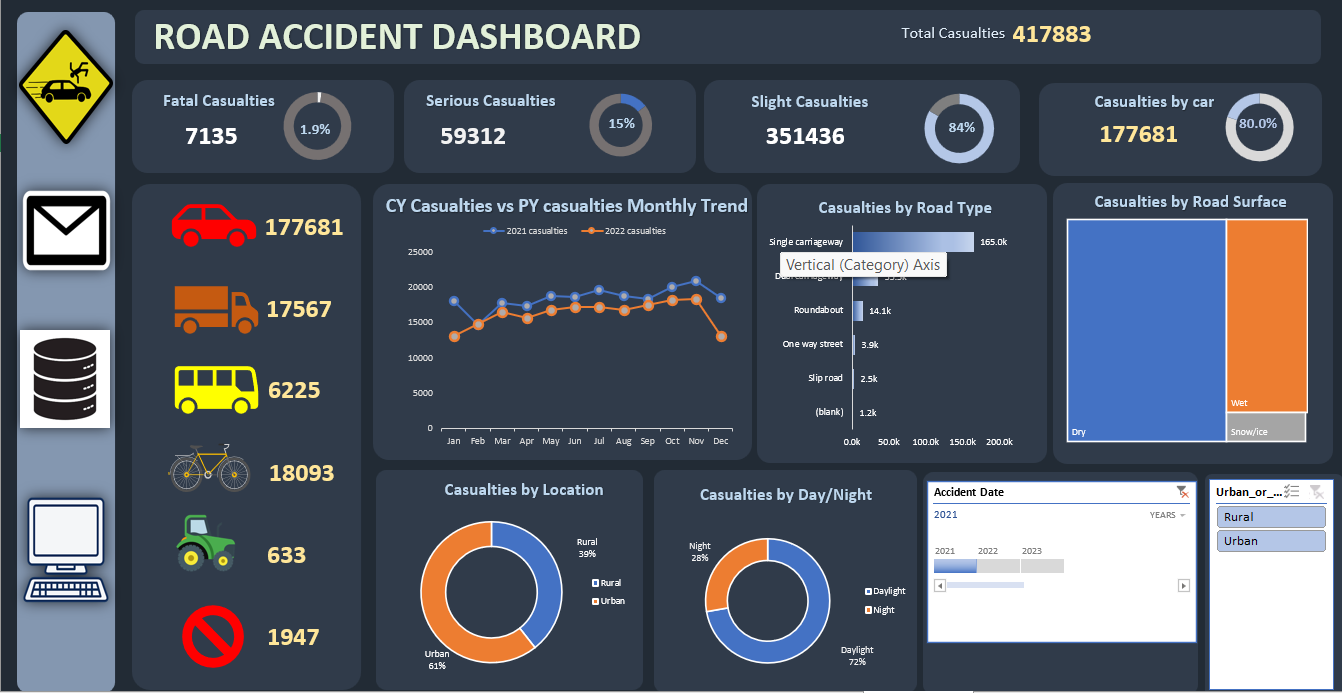 ROAD ACCIDENT DASHBOARD
Total Casualties 417883
Fatal Casualties
7135
1.9%
Serious Casualties
59312
15%
Slight Casualties
351436
84%
Casualties by car
177681
80.0%
177681
17567
6225
18093
633
1947
CY Casualties vs PY casualties Monthly Trend
2021 casualties 2022 casualties
25000
20000
15000
10000
5000
0
Jan Feb Mar Apr May Jun Jul Aug Sep Oct Nov Dec
Casualties by Road Type
Single carriageway 165.0k
Vertical (Category) Axis
Roundabout 14.1k
One way street 3.9k
Slip road 2.5k
(blank) 1.2k
0.0k 50.0k 100.0k 150.0k 200.0k
Casualties by Road Surface
Wet
Dry
Snow/ice
Casualties by Location
Rural
39%
Rural
Urban
Urban
61%
Casualties by Day/Night
Night
28%
Daylight
Night
Daylight
72%
Accident Date
2021 YEARS
2021 2022 2023
Urban_or_...
Rural
Urban